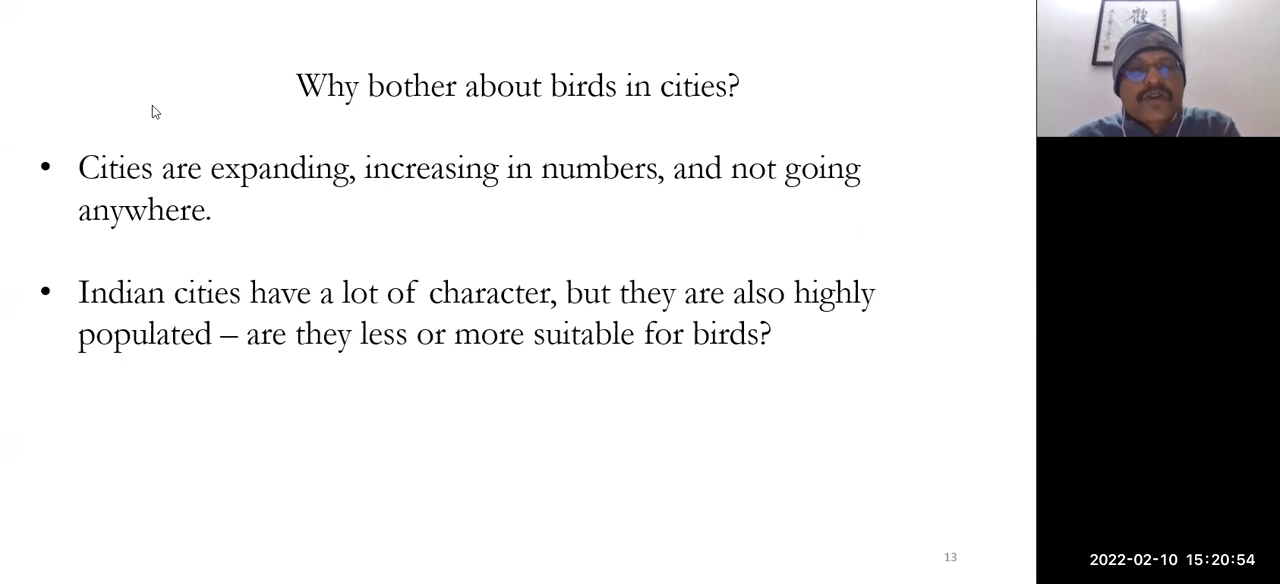 Why bother about birds in cities?
• Cities are expanding, increasing in numbers, and not going
anywhere.
• Indian cities have a lot of character, but they are also highly
populated – are they less or more suitable for birds?
13
2022-02-10 15:20:54